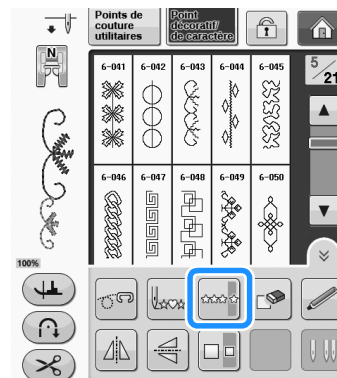 Points de
couture
utilitaires
Point
décoratif/
de caractère
N
5/21
6-041 6-042 6-043 6-044 6-045
6-046 6-047 6-048 6-049 6-050
100%